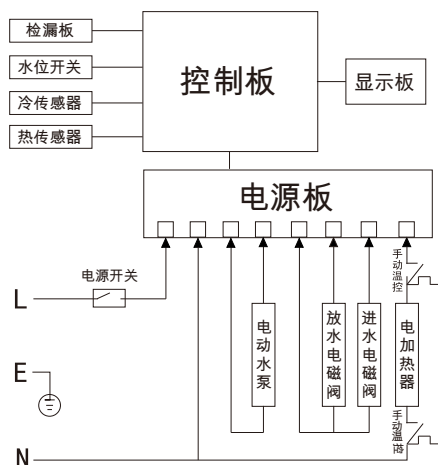 检漏板
水位开关
冷传感器
热传感器
控制板
显示板
电源板
手动温控
L
电源开关
电动水泵
放水电磁阀
进水电磁阀
电加热器
E
手动温控
N